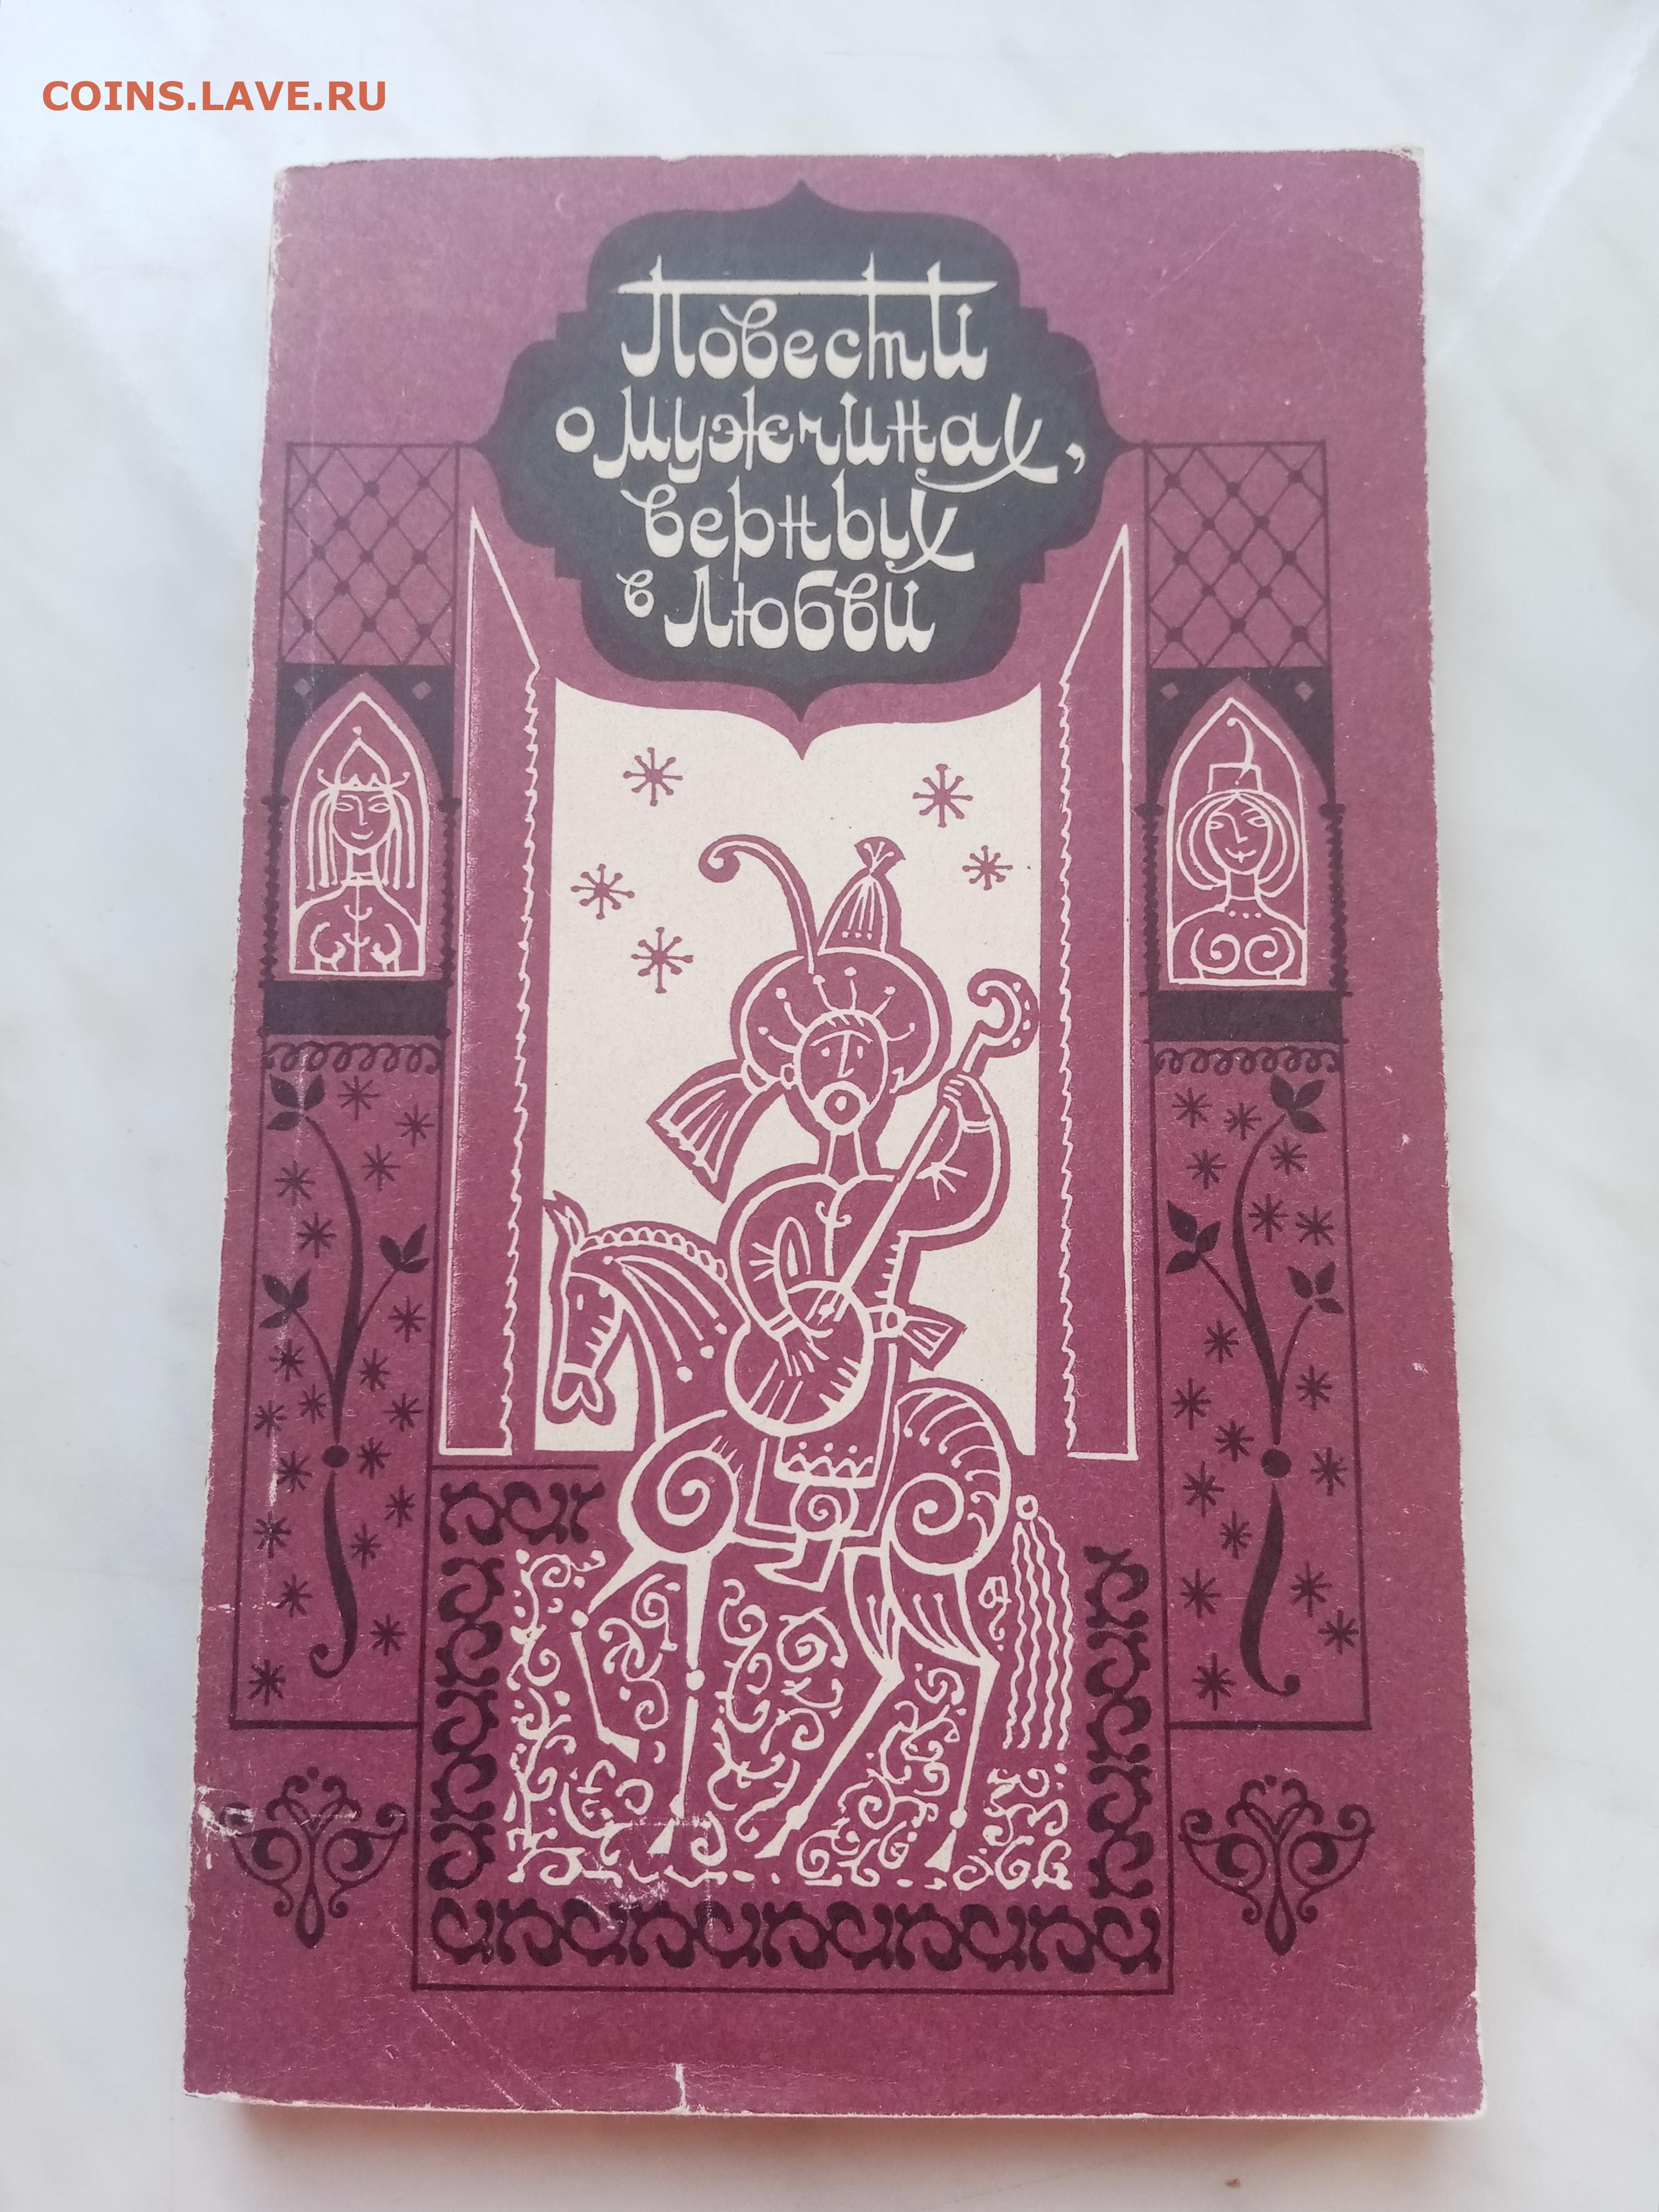 COINS.LAVE.RU
Повести
о мужчинах,
верных
в любви